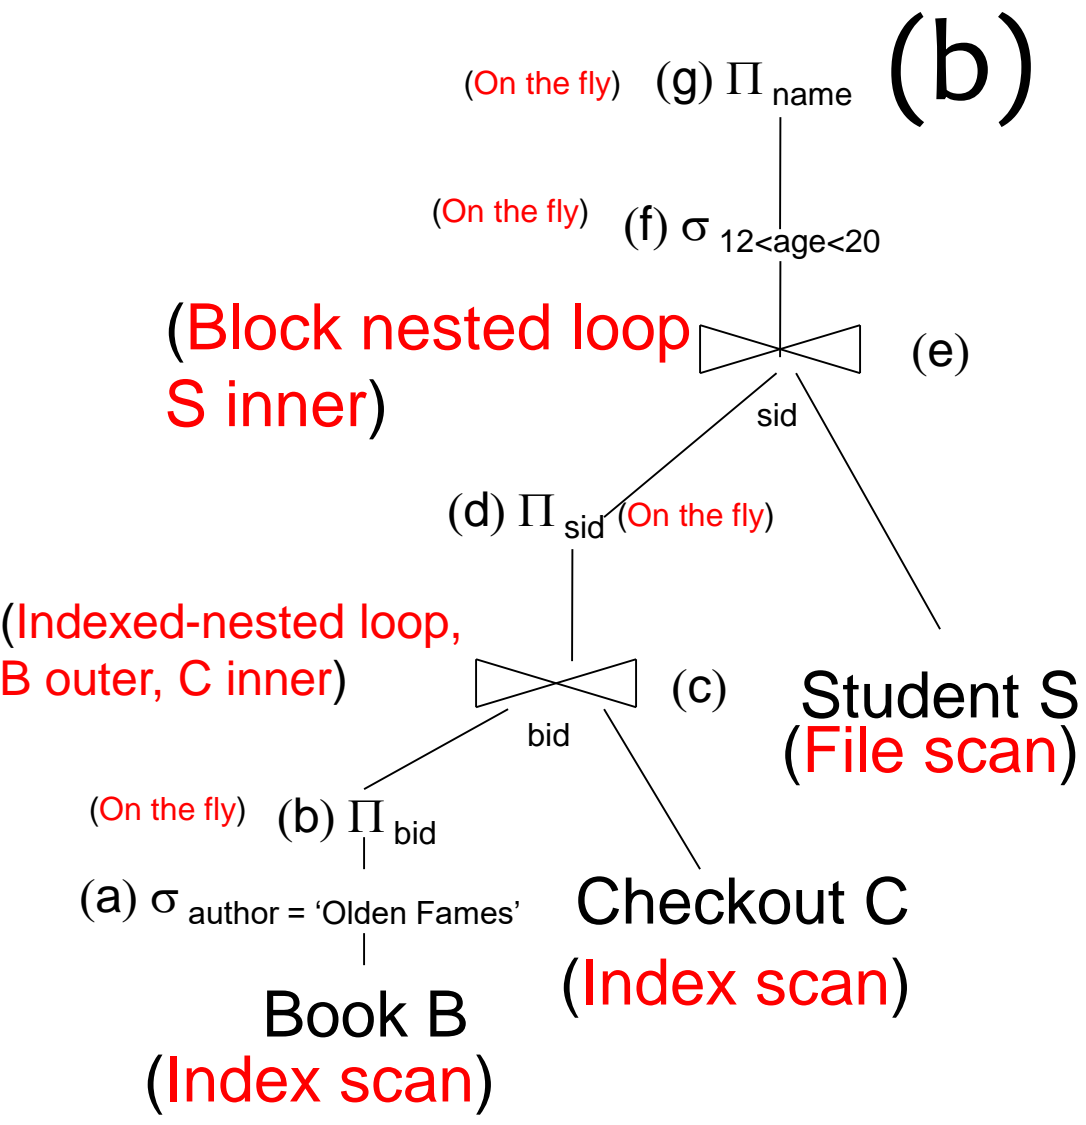 (b)
(On the fly) (g) Π name
(On the fly) (f) σ 12<age<20
(Block nested loop
S inner)
(e)
sid
(d) Π sid (On the fly)
(Indexed-nested loop,
B outer, C inner)
(c)
bid
Student S
(File scan)
(On the fly) (b) Π bid
(a) σ author = ‘Olden Fames’
Checkout C
(Index scan)
Book B
(Index scan)